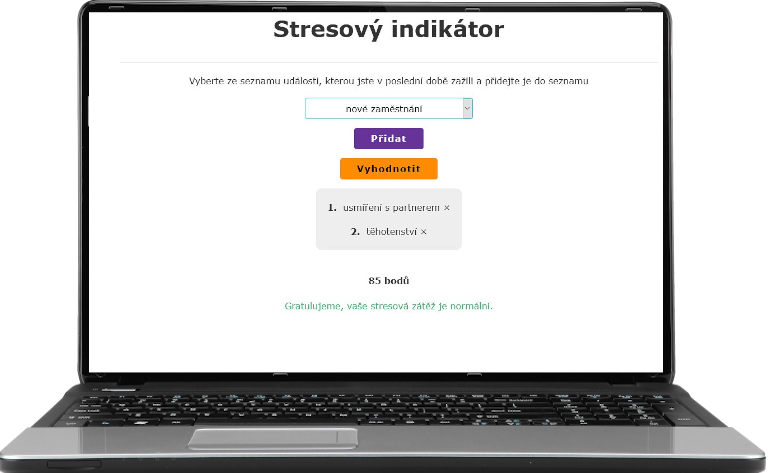 Stresový indikátor
Vyberte ze seznamu událostí, kterou jste v poslední době zažili a přidejte je do seznamu
nové zaměstnání
Přidat
Vyhodnotit
1. usmíření s partnerem ×
2. těhotenství ×
85 bodů
Gratulujeme, vaše stresová zátěž je normální.